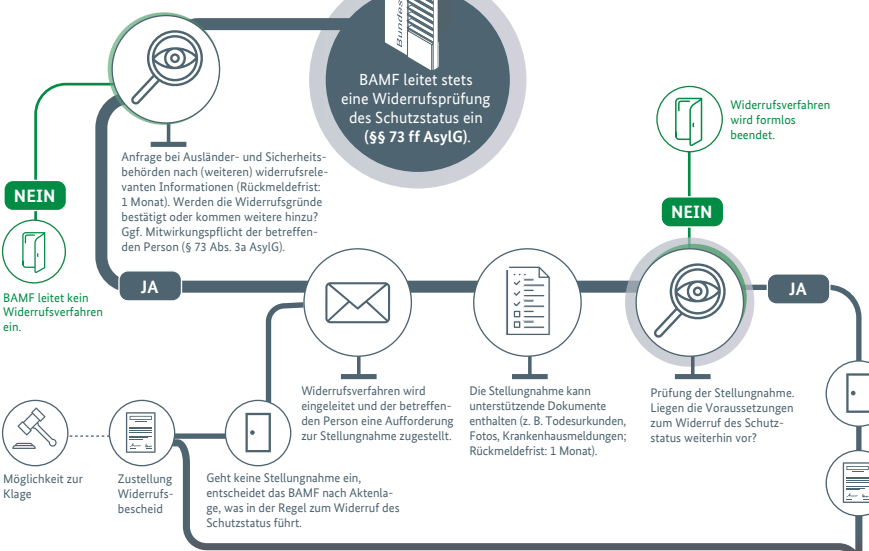 Bundes
BAMF leitet stets
eine Widerrufsprüfung
des Schutzstatus ein
(§§ 73 ff AsylG).
Widerrufsverfahren
wird formlos
beendet.
Anfrage bei Ausländer- und Sicherheits-
behörden nach (weiteren) widerrufsrele-
vanten Informationen (Rückmeldefrist:
1 Monat). Werden die Widerrufsgründe
bestätigt oder kommen weitere hinzu?
Ggf. Mitwirkungspflicht der betreffen-
den Person (§ 73 Abs. 3a AsylG).
NEIN
NEIN
BAMF leitet kein
Widerrufsverfahren
ein.
JA
JA
Widerrufsverfahren wird
eingeleitet und der betreffen-
den Person eine Aufforderung
zur Stellungnahme zugestellt.
Die Stellungnahme kann
unterstützende Dokumente
enthalten (z. B. Todesurkunden,
Fotos, Krankenhausmeldungen;
Rückmeldefrist: 1 Monat).
Prüfung der Stellungnahme.
Liegen die Voraussetzungen
zum Widerruf des Schutz-
status weiterhin vor?
Möglichkeit zur
Klage
Zustellung
Widerrufs-
bescheid
Geht keine Stellungnahme ein,
entscheidet das BAMF nach Aktenla-
ge, was in der Regel zum Widerruf des
Schutzstatus führt.